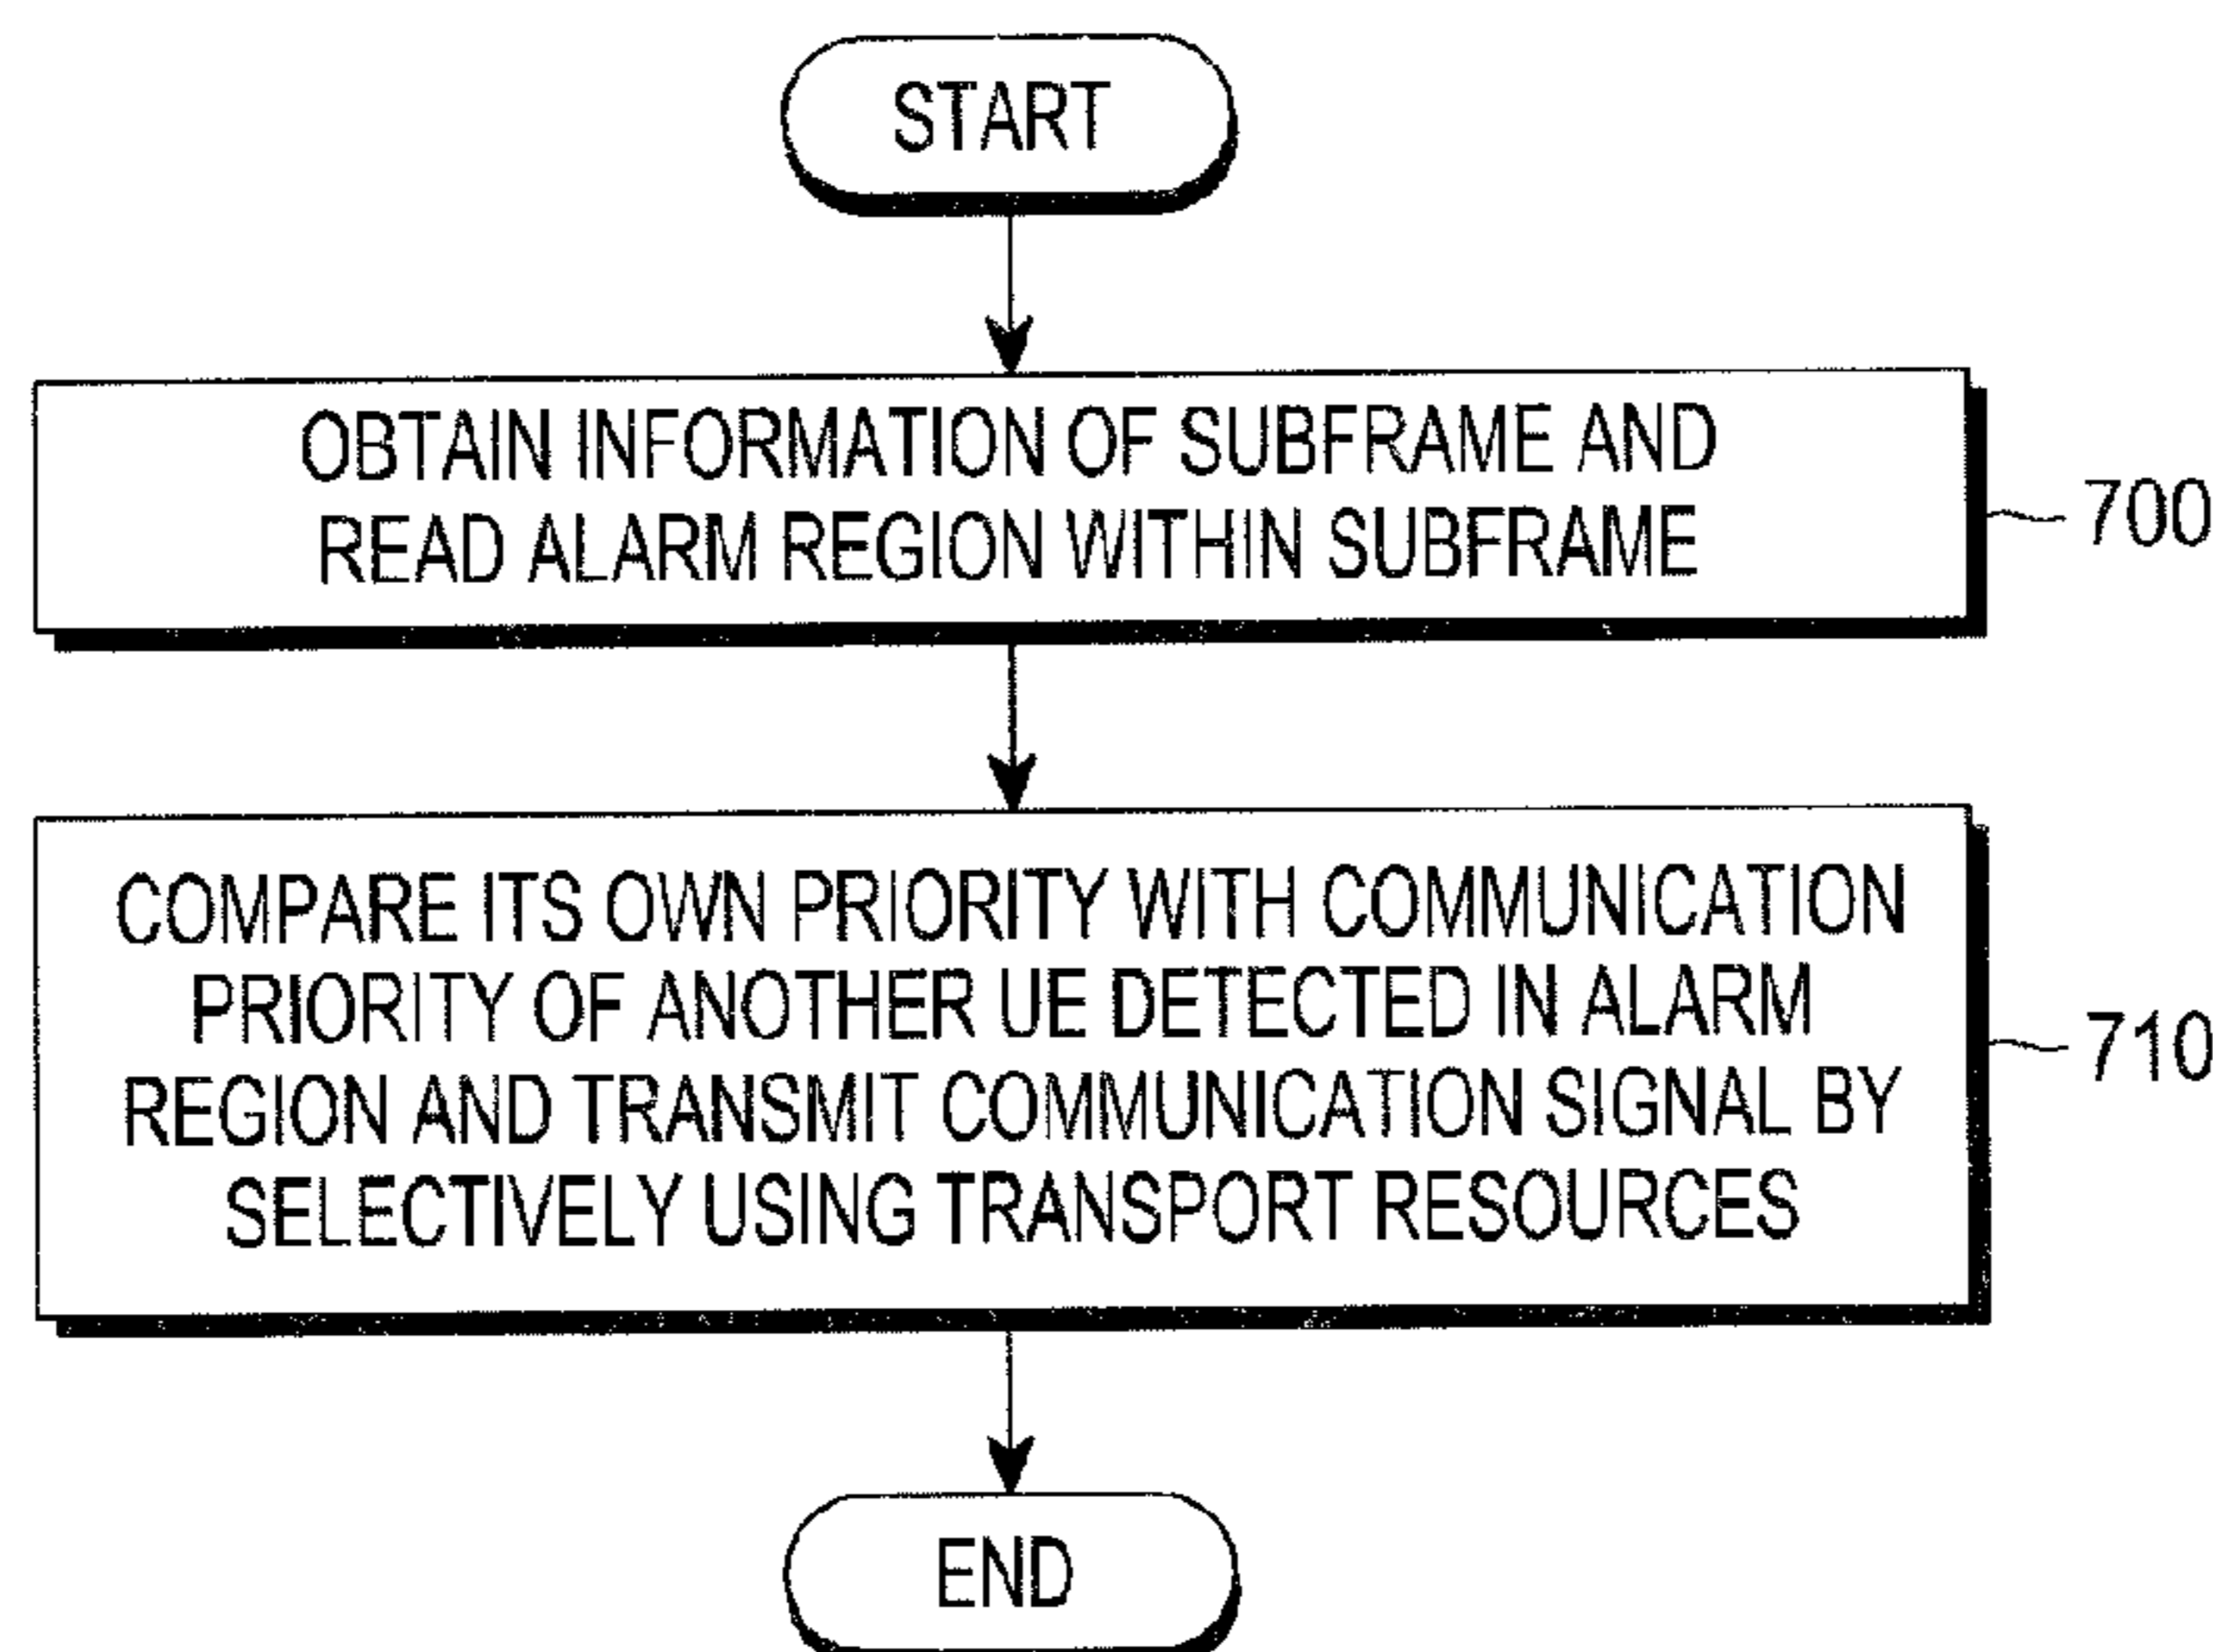 START
OBTAIN INFORMATION OF SUBFRAME AND
READ ALARM REGION WITHIN SUBFRAME
700
COMPARE ITS OWN PRIORITY WITH COMMUNICATION
PRIORITY OF ANOTHER UE DETECTED IN ALARM
REGION AND TRANSMIT COMMUNICATION SIGNAL BY
SELECTIVELY USING TRANSPORT RESOURCES
710
END